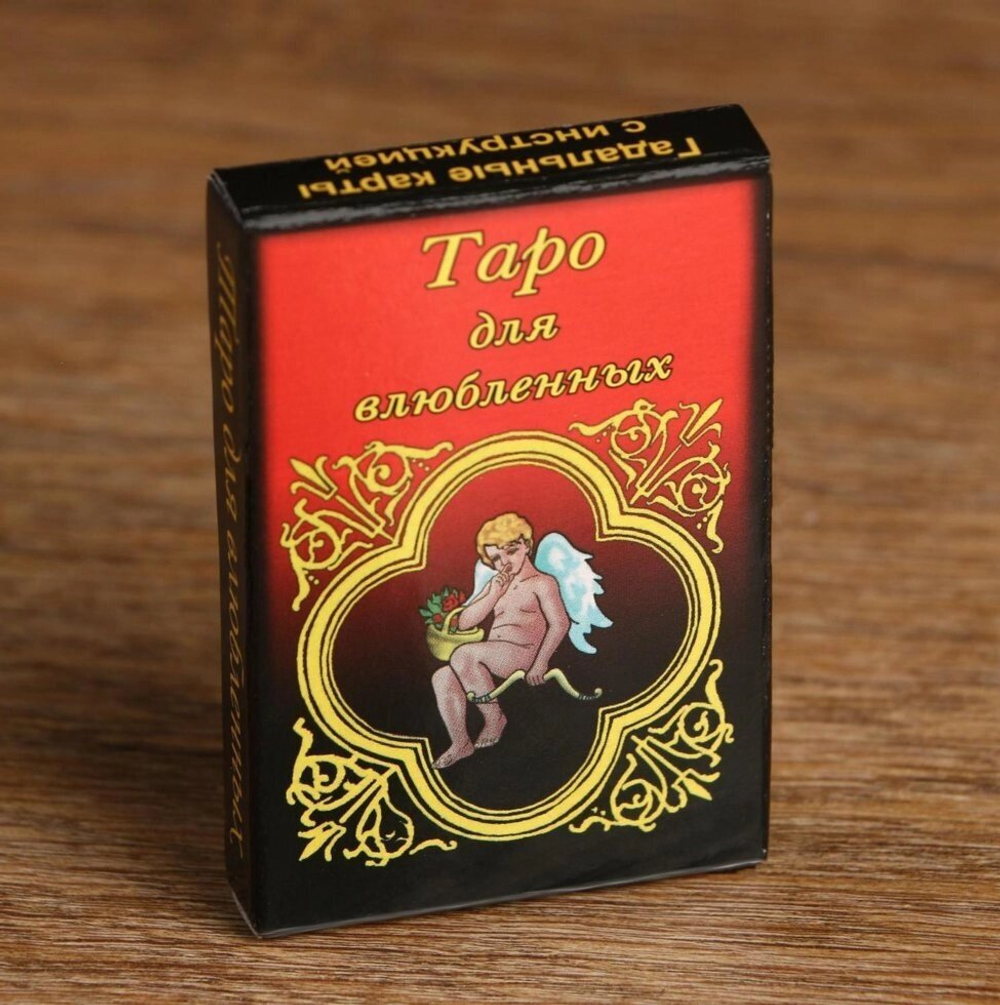 Гадальные карты
с инструкцией
Таро
для
влюбленных
Таро для влюбленных